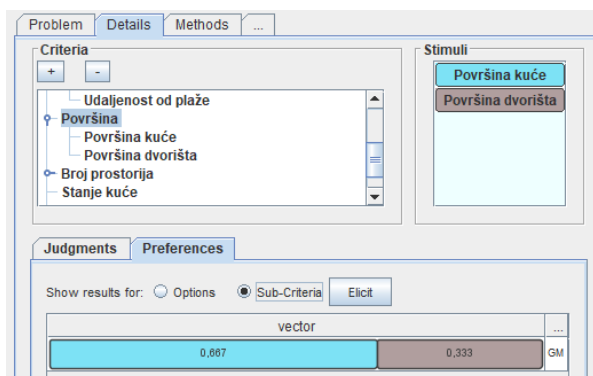 Problem Details Methods ...
Criteria
+ -
Udaljenost od plaže
Površina
Površina kuće
Površina dvorišta
Broj prostorija
Stanje kuće
Stimuli
Površina kuće
Površina dvorišta
Judgments Preferences
Show results for: Options Sub-Criteria Elicit
vector ...
0,667 0,333 GM